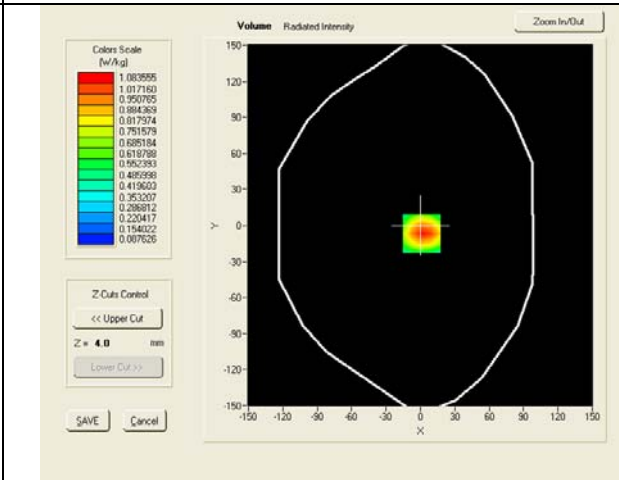 Volume Radiated Intensity
Zoom In/Out
Colors Scale
(W/kg)
1.083555
1.017160
0.950765
0.884369
0.817974
0.751579
0.685184
0.618788
0.552393
0.485998
0.419603
0.353207
0.286812
0.220417
0.154022
0.087626
Z-Cuts Control
<< Upper Cut
Z = 4.0 mm
Lower Cut >>
SAVE Cancel
150
120
90
60
30
0
-30
-60
-90
-120
-150
Y
-150 -120 -90 -60 -30 0 30 60 90 120 150
X